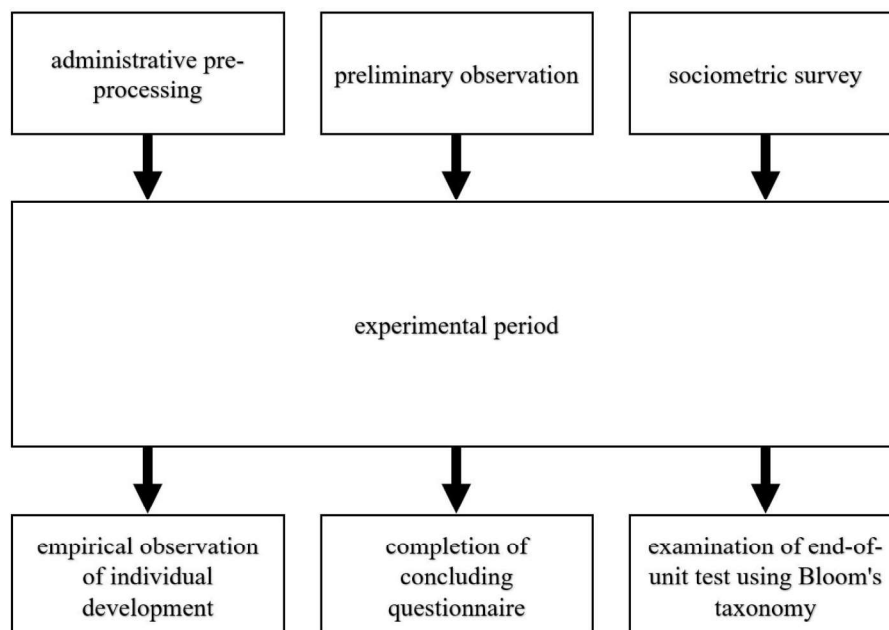 administrative pre-
processing
preliminary observation
sociometric survey
experimental period
empirical observation
of individual
development
completion of
concluding
questionnaire
examination of end-of-
unit test using Bloom's
taxonomy